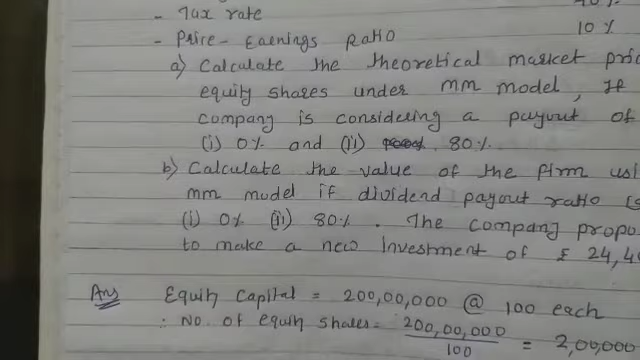 - Tax rate
- Price-Earnings Ratio 10 %
a) Calculate the theoretical market
equity shares under MM model, If
company is considering a payout of
(i) 0% and (ii) 80%.
b) Calculate the value of the firm
MM model if dividend payout ratio
(i) 0% (ii) 80%. The company
to make a new investment of £ 24,4
Ans Equity Capital = 200,00,000 @ 100 each
∴ No. of equity shares = 200,00,000 / 100 = 2,00,000